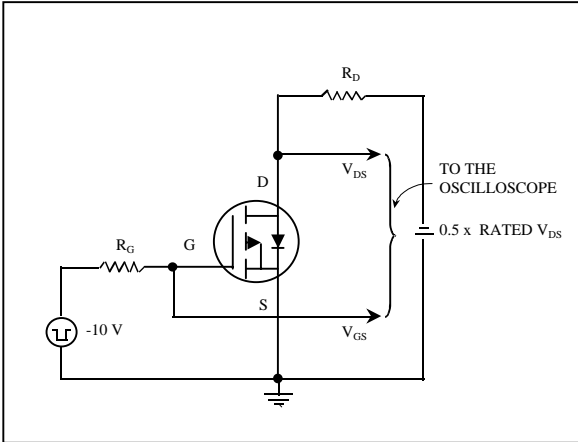 R_D
V_DS
TO THE
OSCILLOSCOPE
D
0.5 x RATED V_DS
R_G
G
S
-10 V
V_GS